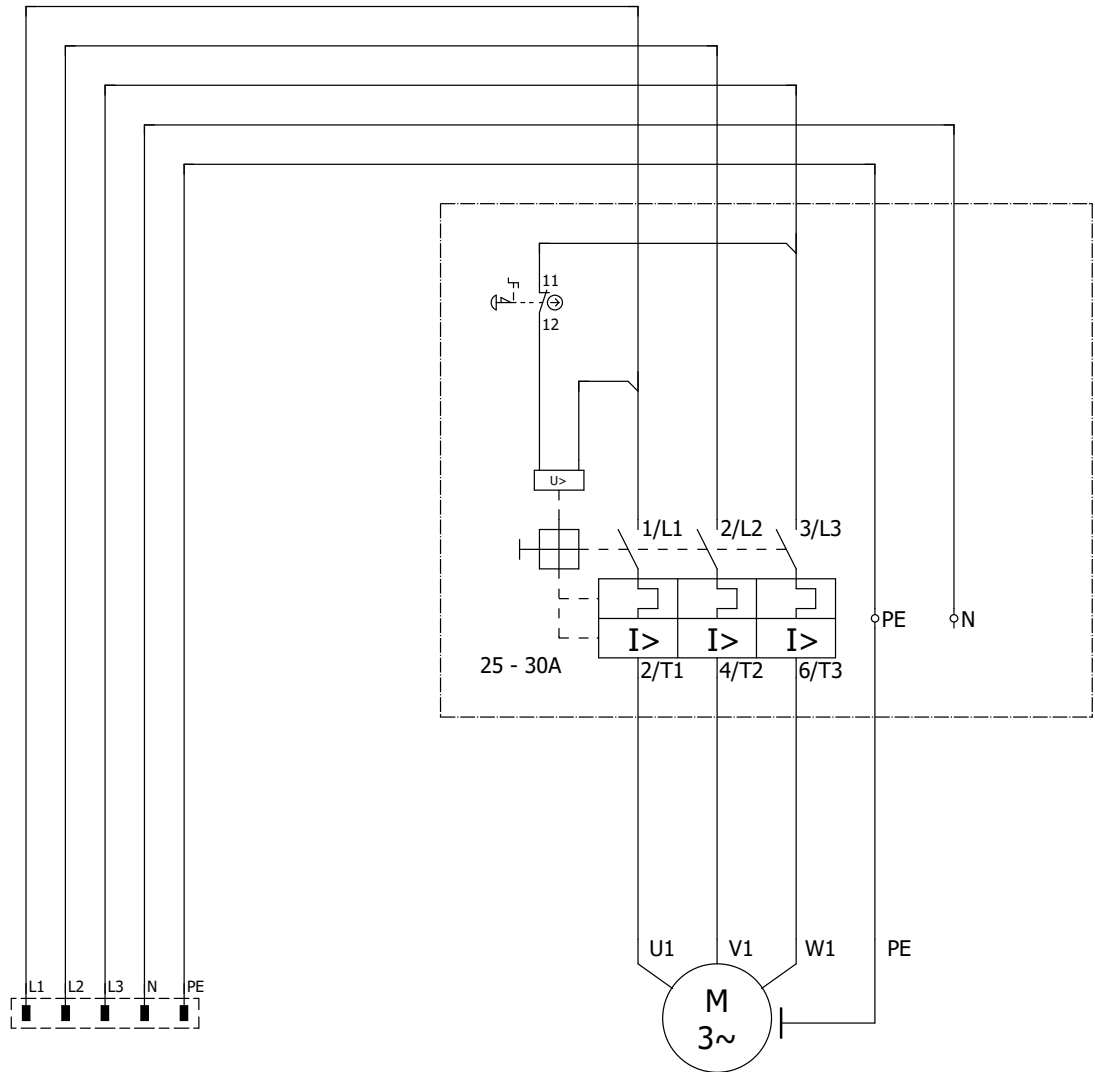 11
12
U>
1/L1 2/L2 3/L3
I> I> I> PE N
25 - 30A 2/T1 4/T2 6/T3
U1 V1 W1 PE
L1 L2 L3 N PE
M
3~